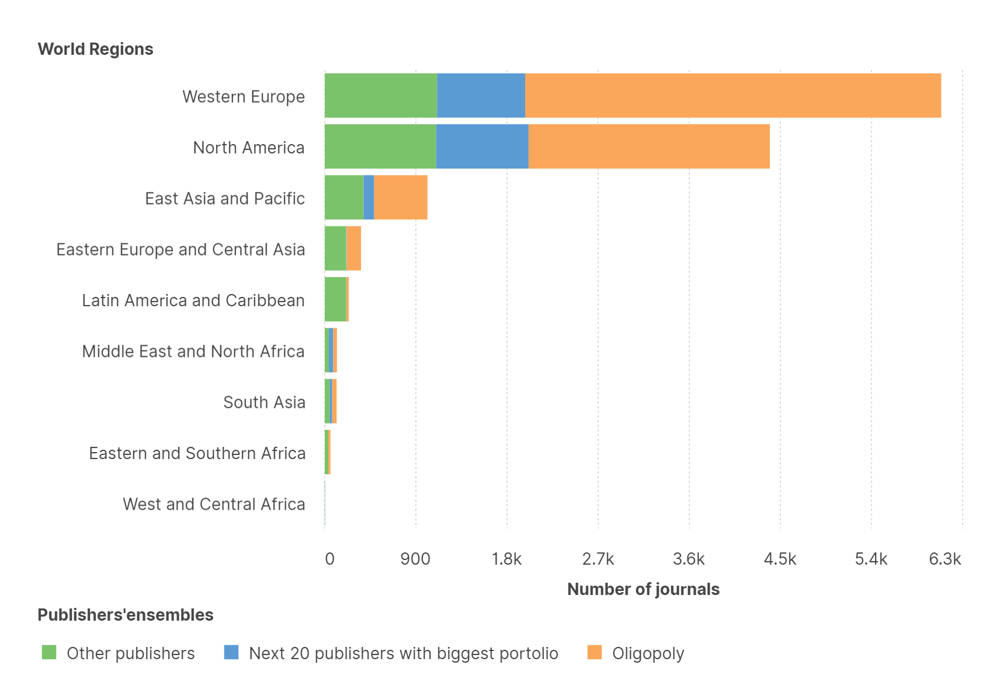 World Regions
Western Europe
North America
East Asia and Pacific
Eastern Europe and Central Asia
Latin America and Caribbean
Middle East and North Africa
South Asia
Eastern and Southern Africa
West and Central Africa
0 900 1.8k 2.7k 3.6k 4.5k 5.4k 6.3k
Number of journals
Publishers'ensembles
Other publishers Next 20 publishers with biggest portolio Oligopoly